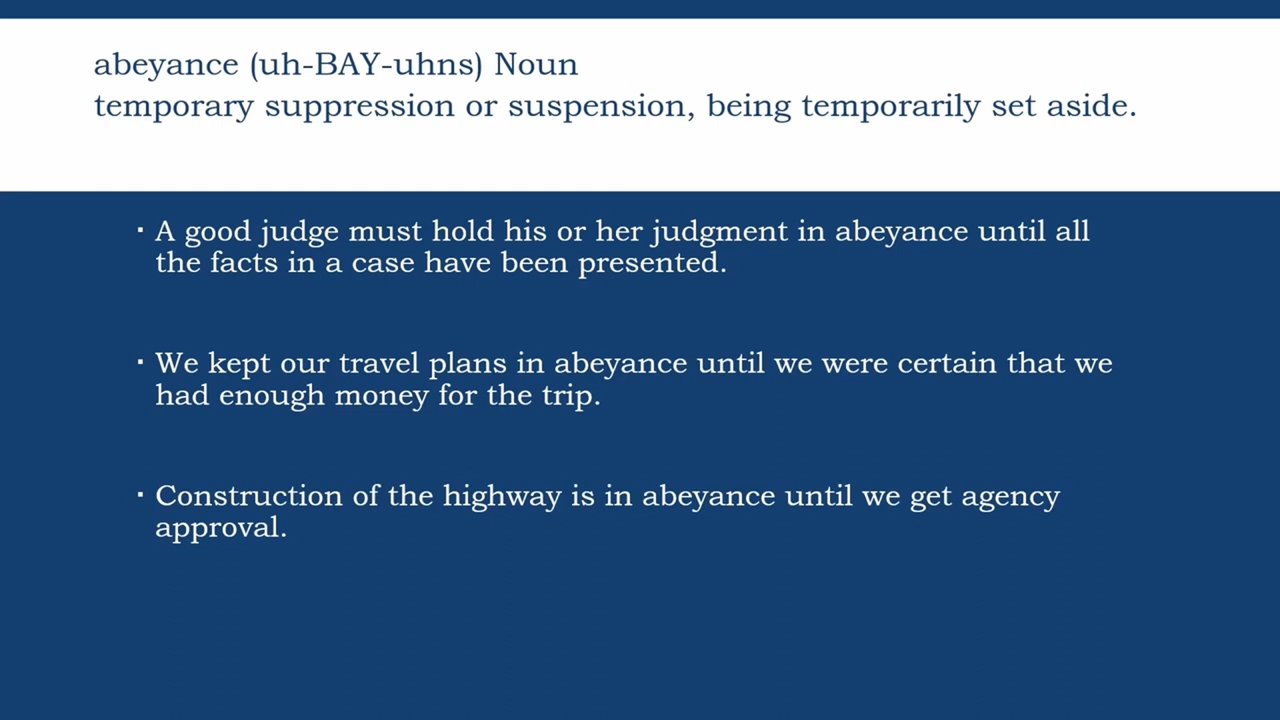 abeyance (uh-BAY-uhns) Noun
temporary suppression or suspension, being temporarily set aside.
· A good judge must hold his or her judgment in abeyance until all
the facts in a case have been presented.
· We kept our travel plans in abeyance until we were certain that we
had enough money for the trip.
· Construction of the highway is in abeyance until we get agency
approval.